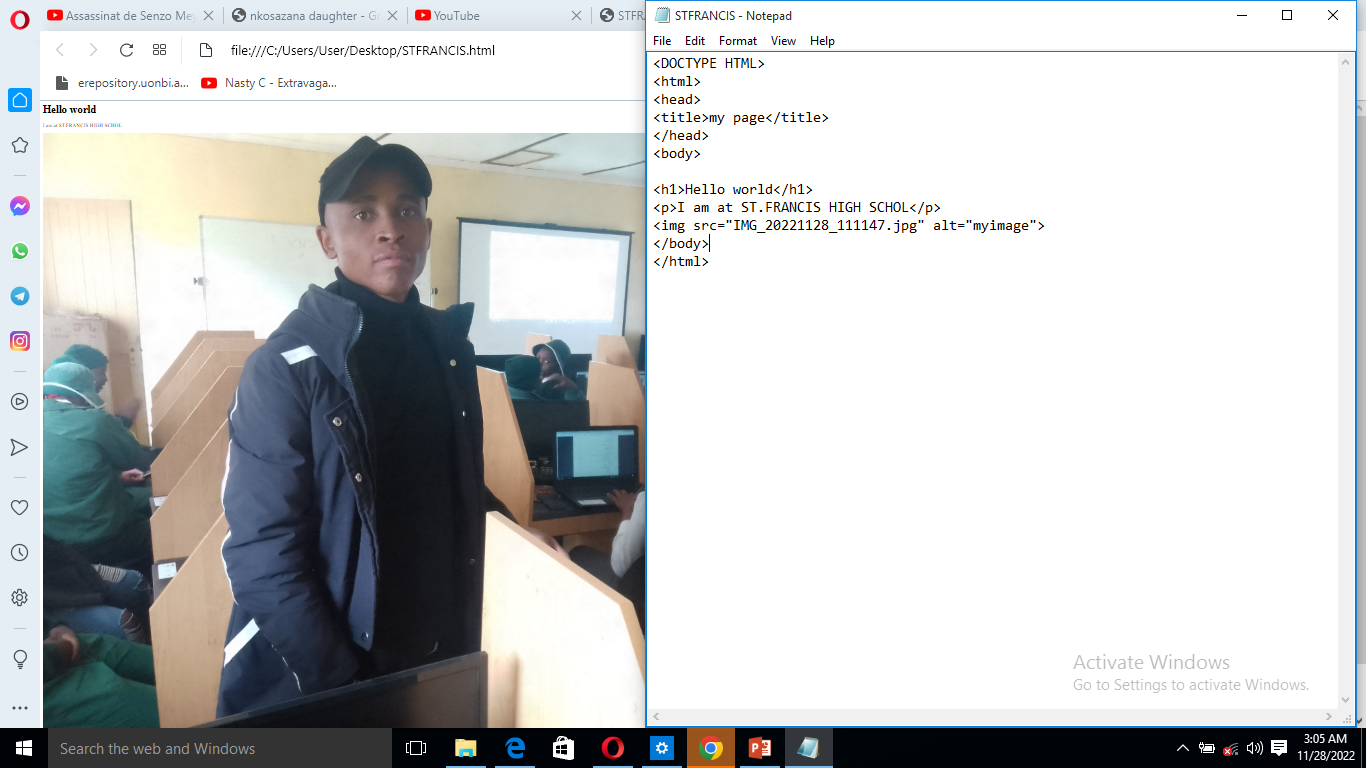 Assassinat de Senzo Me
nkosazana daughter - G
YouTube
STFR
file:///C:/Users/User/Desktop/STFRANCIS.html
erepository.uonbi.a...
Nasty C - Extravaga...
Hello world
I am at ST.FRANCIS HIGH SCHOL
STFRANCIS - Notepad
File Edit Format View Help
<DOCTYPE HTML>
<html>
<head>
<title>my page</title>
</head>
<body>
<h1>Hello world</h1>
<p>I am at ST.FRANCIS HIGH SCHOL</p>
<img src="IMG_20221128_111147.jpg" alt="myimage">
</body>
</html>
Activate Windows
Go to Settings to activate Windows.
Search the web and Windows
3:05 AM
11/28/2022